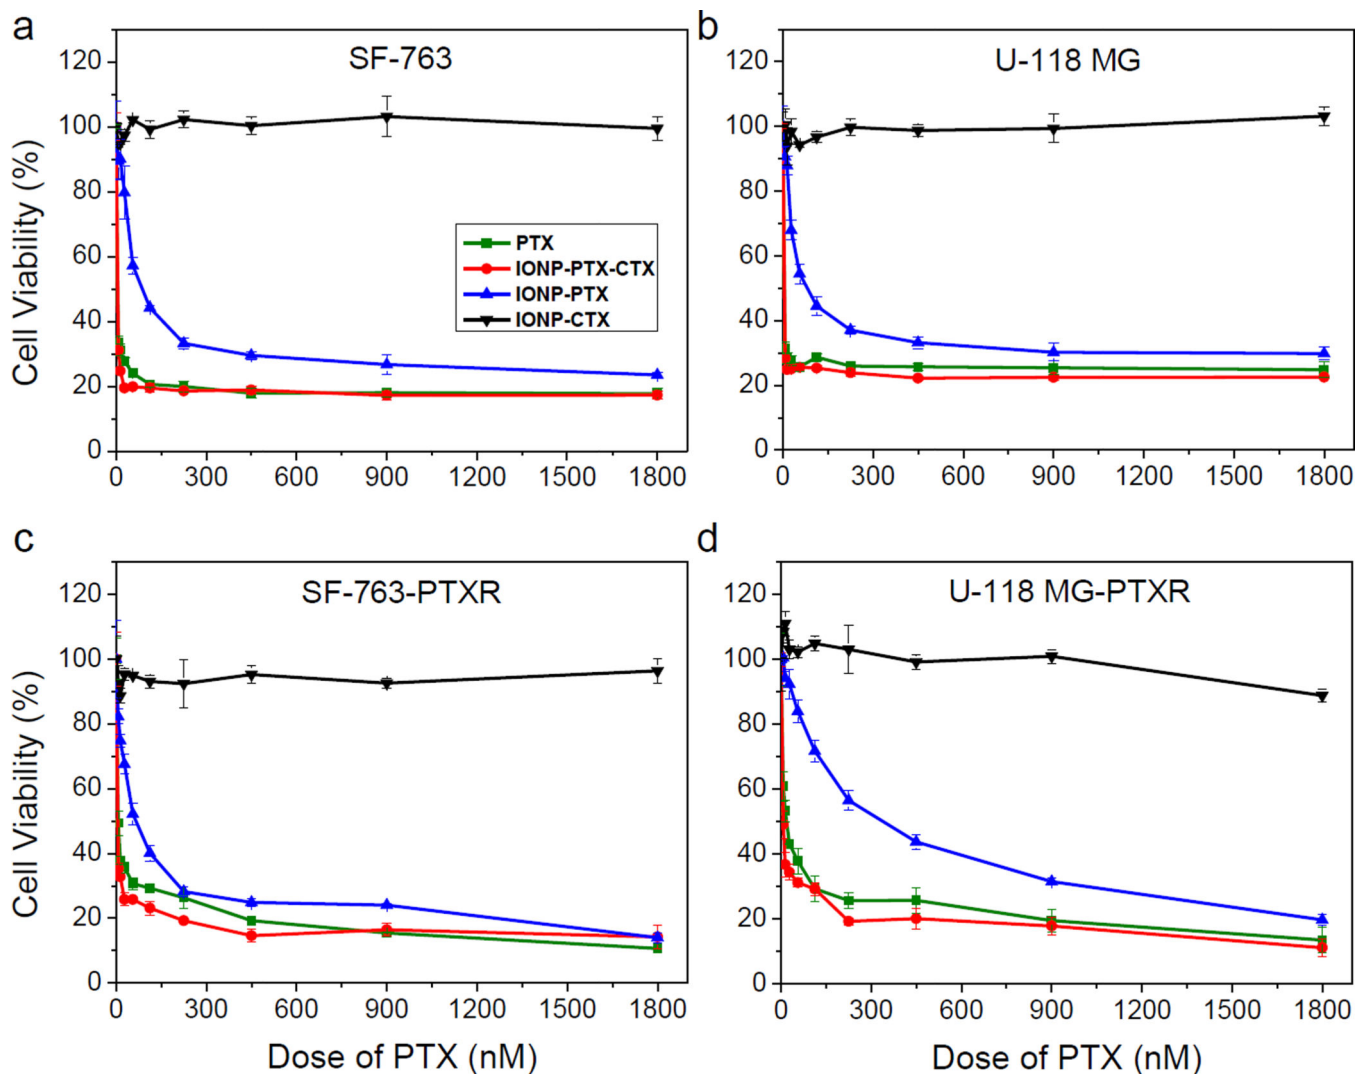 a
SF-763
120
100
80
60
40
20
0
0 300 600 900 1200 1500 1800
Cell Viability (%)
PTX
IONP-PTX-CTX
IONP-PTX
IONP-CTX
b
U-118 MG
120
100
80
60
40
20
0
0 300 600 900 1200 1500 1800
c
SF-763-PTXR
120
100
80
60
40
20
0
0 300 600 900 1200 1500 1800
Cell Viability (%)
Dose of PTX (nM)
d
U-118 MG-PTXR
120
100
80
60
40
20
0
0 300 600 900 1200 1500 1800
Dose of PTX (nM)